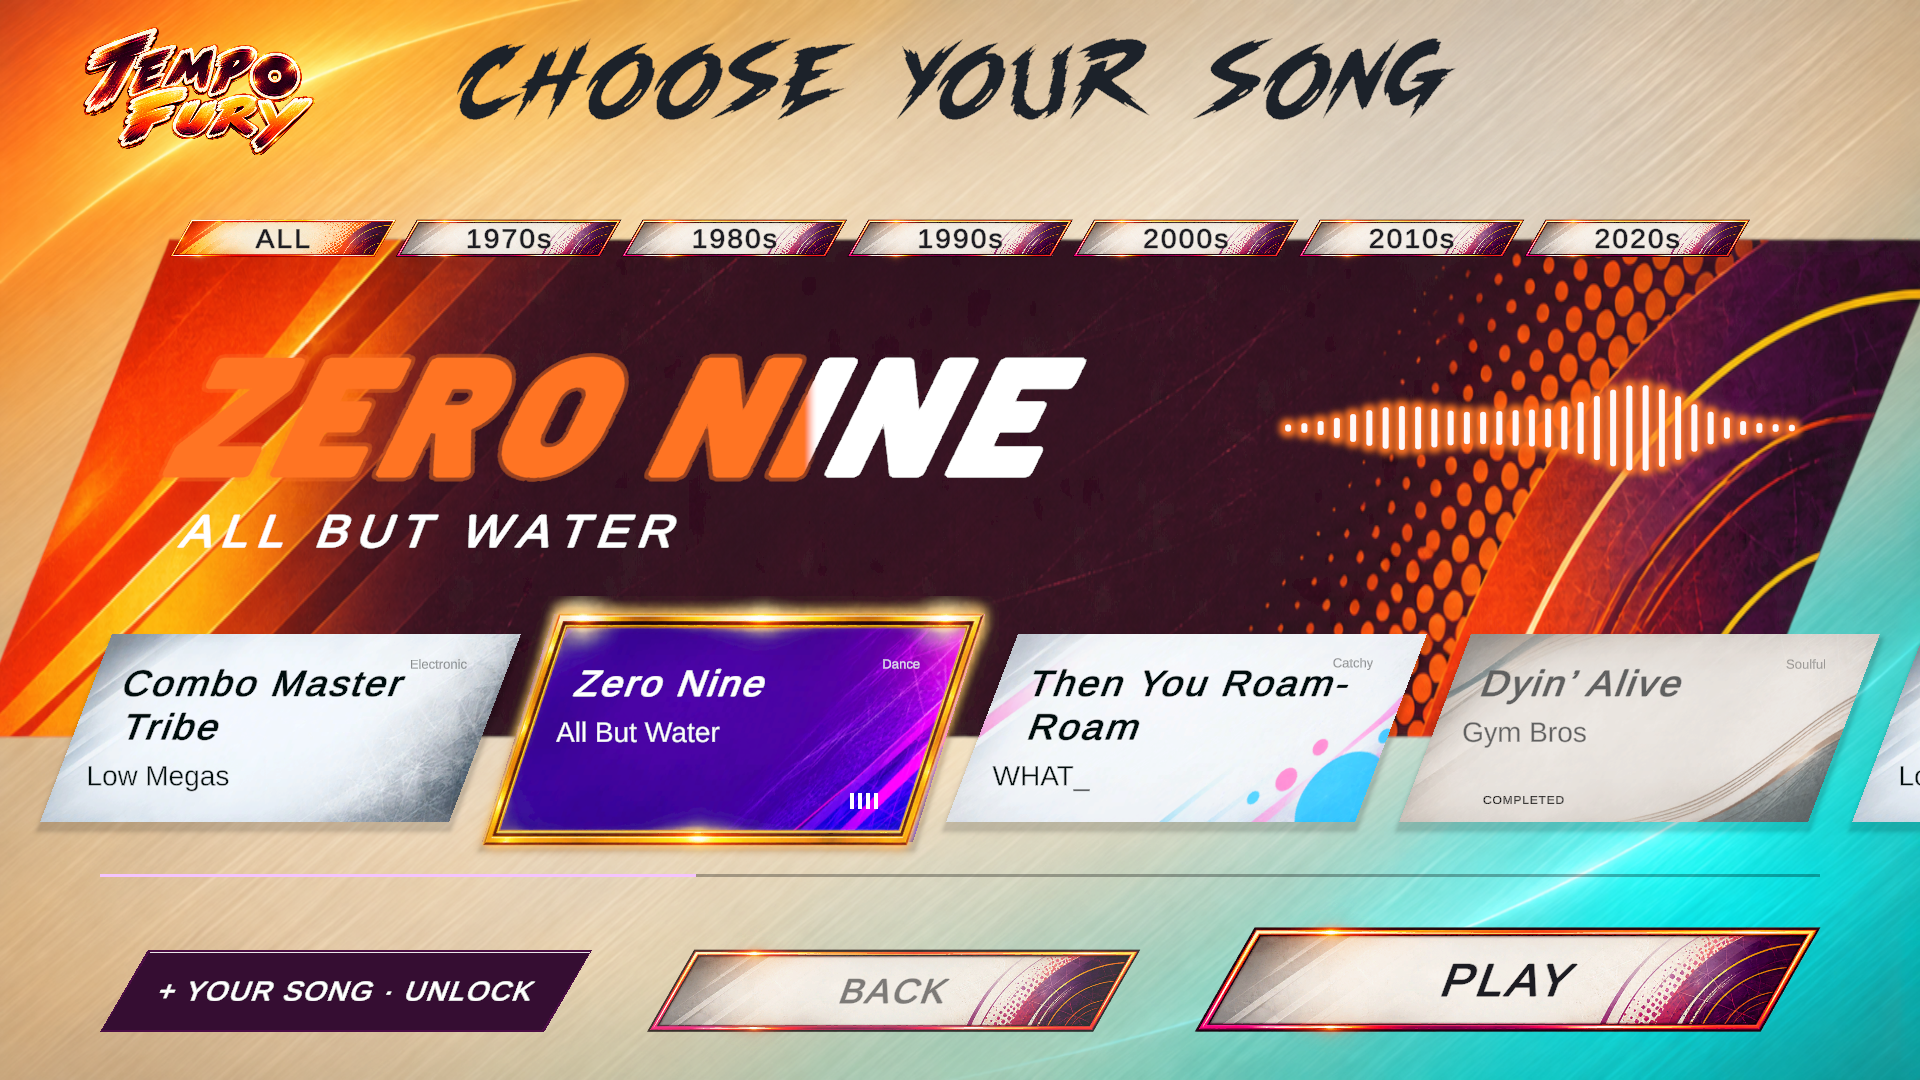 TEMPO
FURY
CHOOSE YOUR SONG
ALL
1970s
1980s
1990s
2000s
2010s
2020s
ZERO NINE
ALL BUT WATER
Combo Master
Tribe
Electronic
Low Megas
Zero Nine
Dance
All But Water
Then You Roam-
Roam
Catchy
WHAT_
Dyin’ Alive
Soulful
Gym Bros
COMPLETED
+ YOUR SONG · UNLOCK
BACK
PLAY